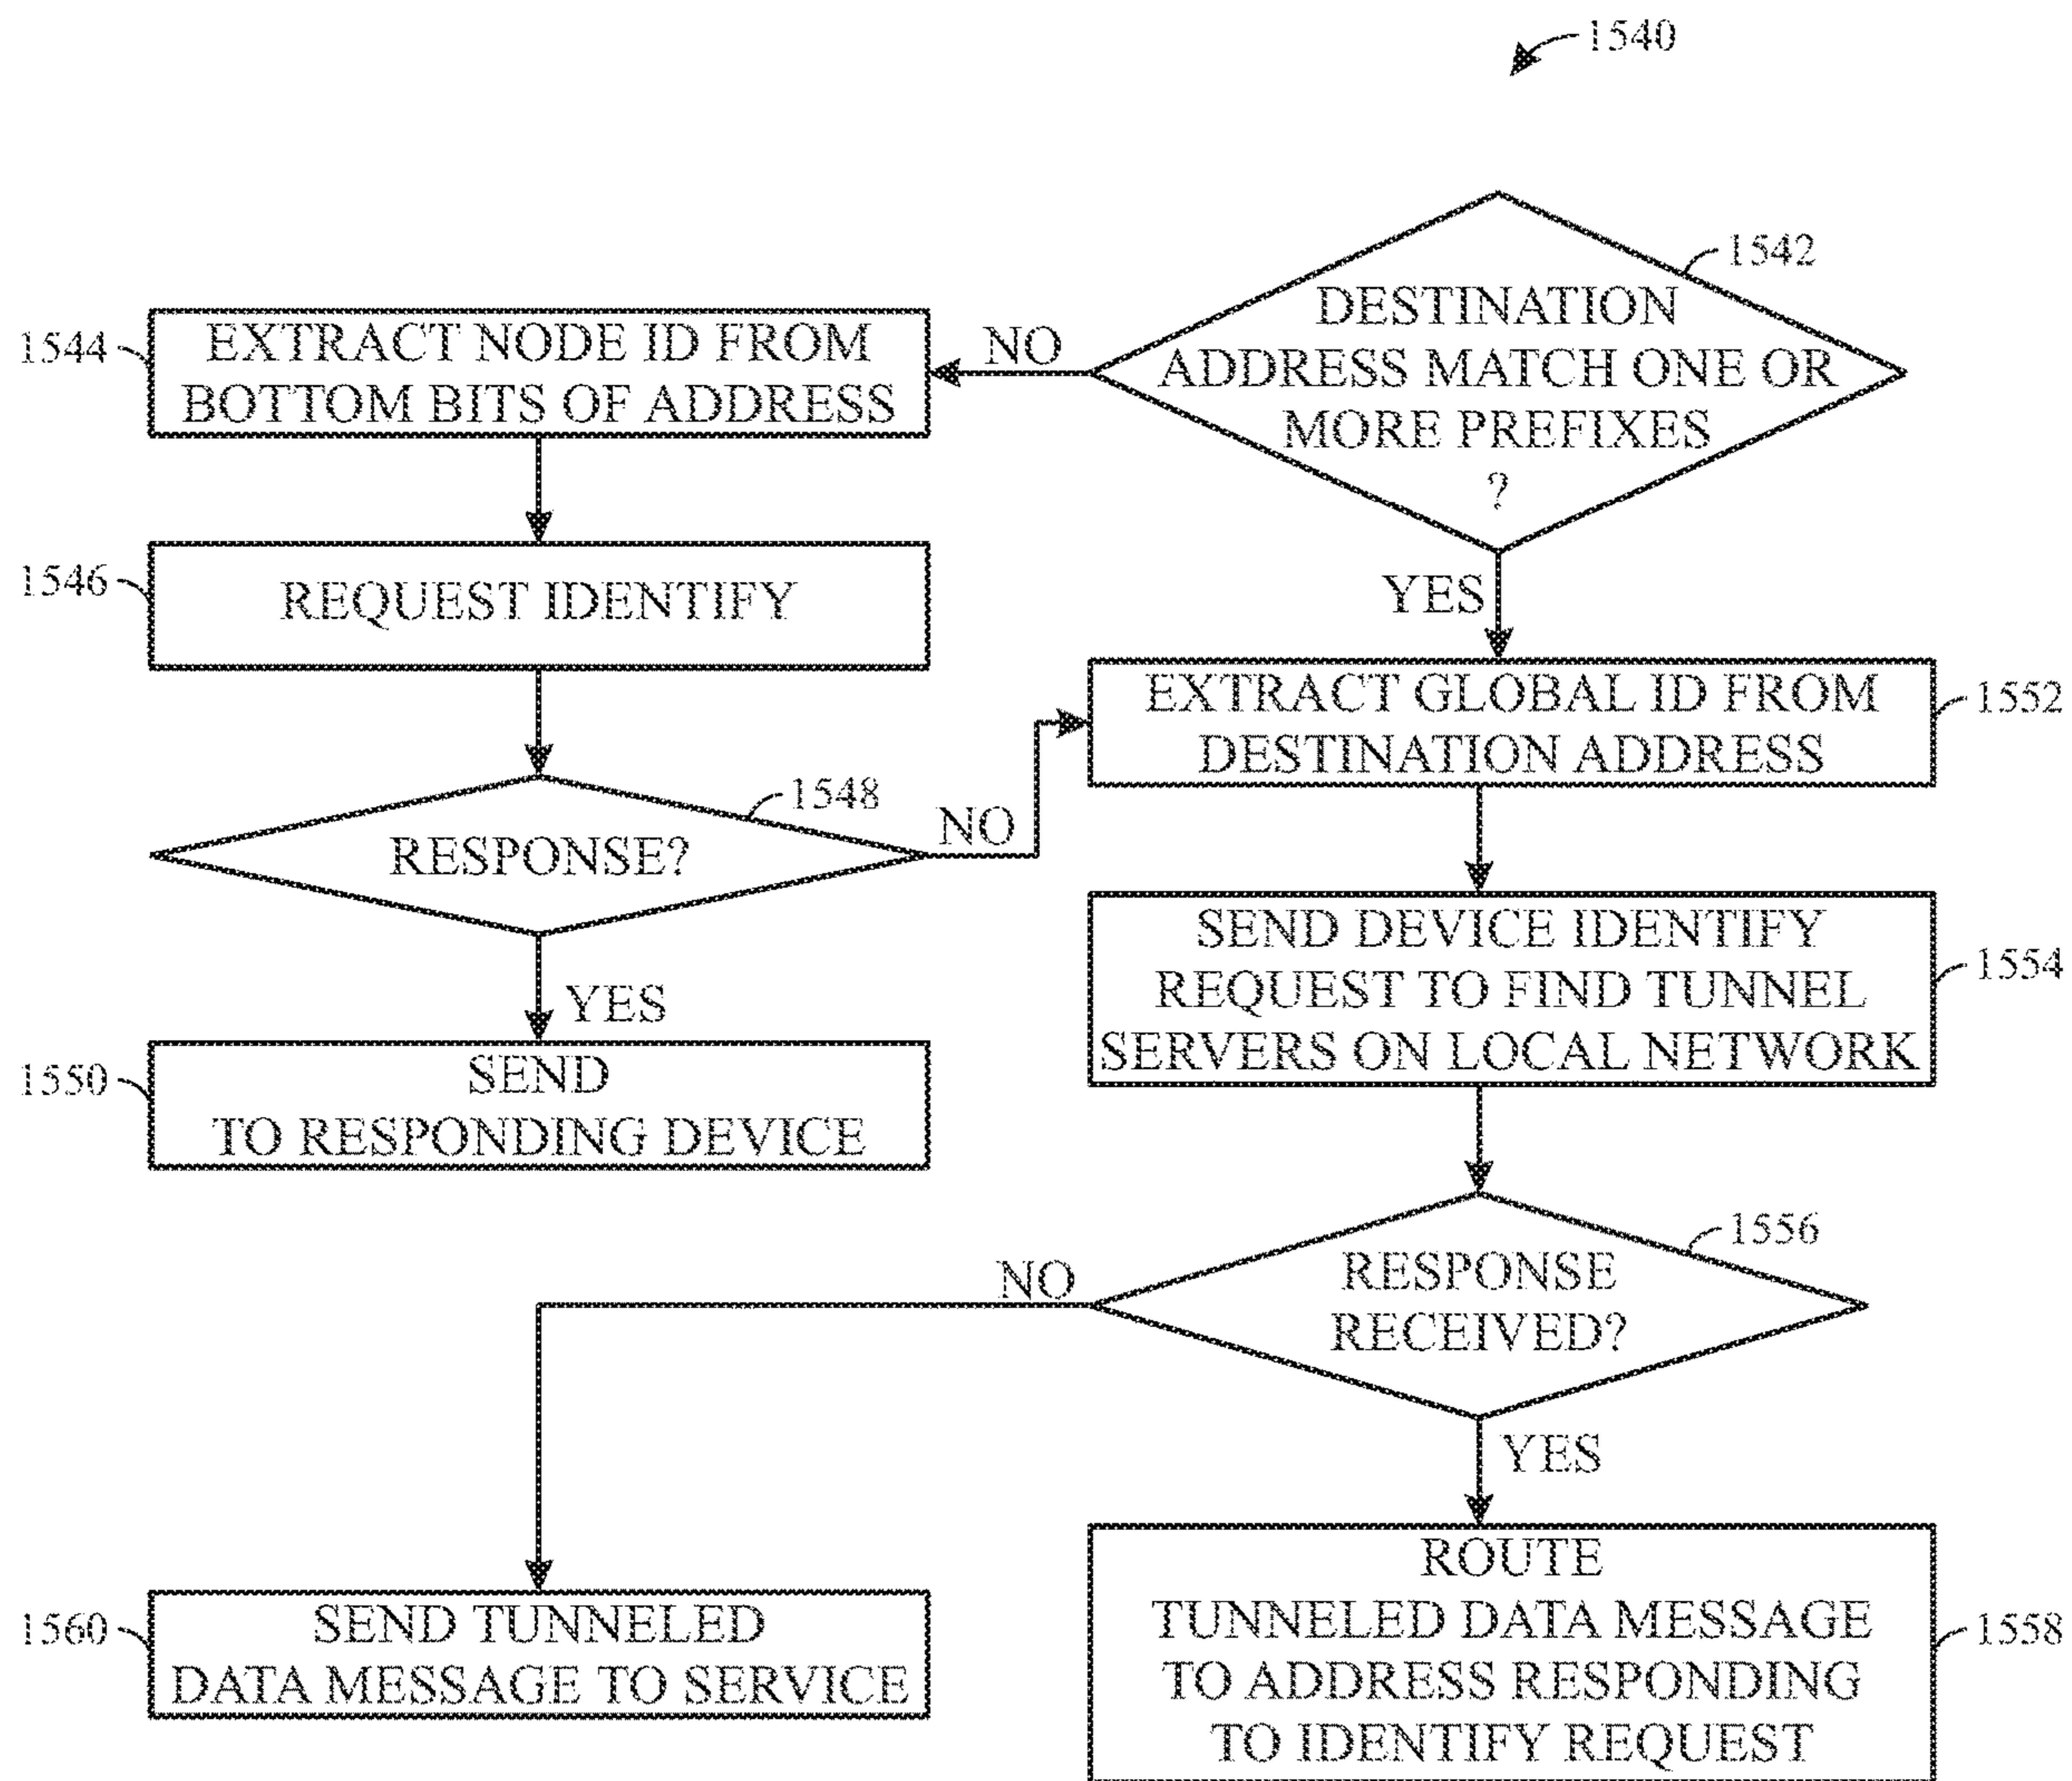 1540
1542
DESTINATION
ADDRESS MATCH ONE OR
MORE PREFIXES
?
NO
1544
EXTRACT NODE ID FROM
BOTTOM BITS OF ADDRESS
1546
REQUEST IDENTIFY
YES
1552
EXTRACT GLOBAL ID FROM
DESTINATION ADDRESS
1548
RESPONSE?
NO
YES
1550
SEND
TO RESPONDING DEVICE
1554
SEND DEVICE IDENTIFY
REQUEST TO FIND TUNNEL
SERVERS ON LOCAL NETWORK
1556
RESPONSE
RECEIVED?
NO
YES
1560
SEND TUNNELED
DATA MESSAGE TO SERVICE
1558
ROUTE
TUNNELED DATA MESSAGE
TO ADDRESS RESPONDING
TO IDENTIFY REQUEST